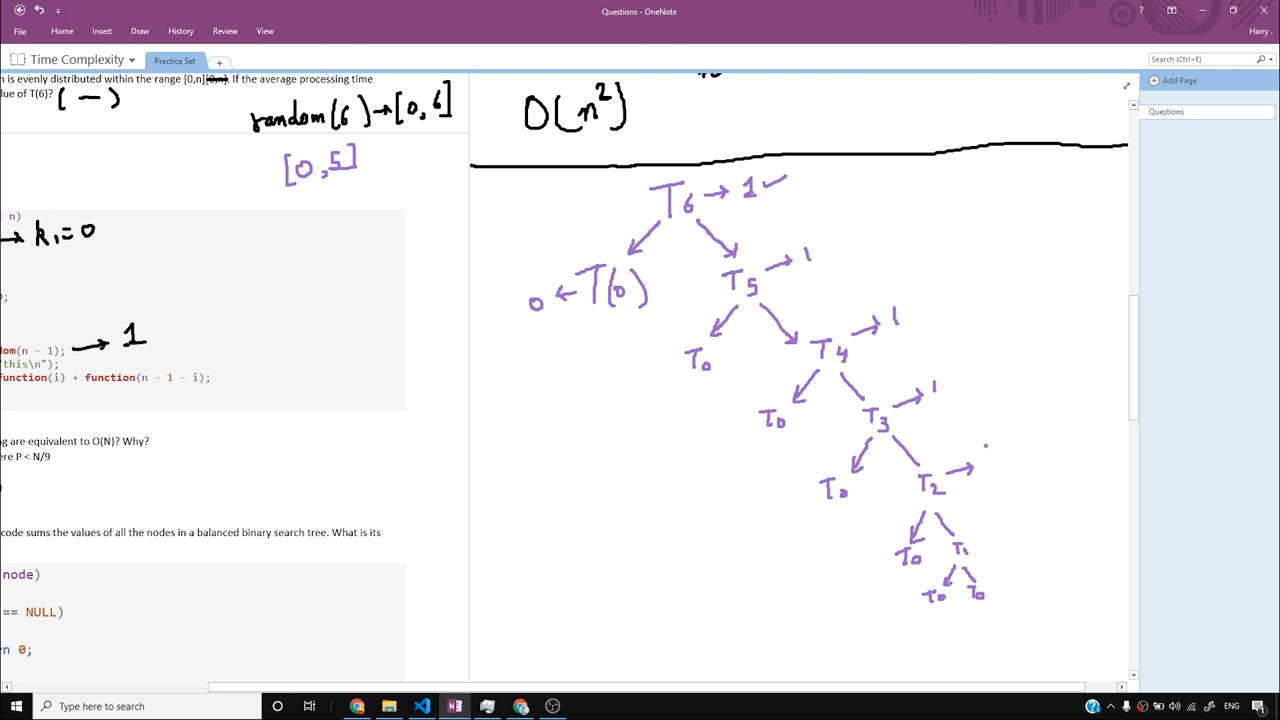 Questions - OneNote
Harry .
File Home Insert Draw History Review View
Time Complexity Practice Set
Search (Ctrl+E)
Add Page
Questions
n is evenly distributed within the range [0,n][0,n]. If the average processing time
lue of T(6)?
(—)
random(6) → [0, 6]
[0,5]
O(n²)
n)
→ k₁=0
0;
dom(n - 1);
→ 1
"this\n");
function(i) + function(n - 1 - i);
ng are equivalent to O(N)? Why?
ere P < N/9
)
code sums the values of all the nodes in a balanced binary search tree. What is its
node)
== NULL)
rn 0;
T6 → 1 ✓
0 ← T(0) T5 → 1
T0 T4 → 1
T0 T3 → 1
T0 T2 →
T0 T1
T0 T0
Type here to search
ENG